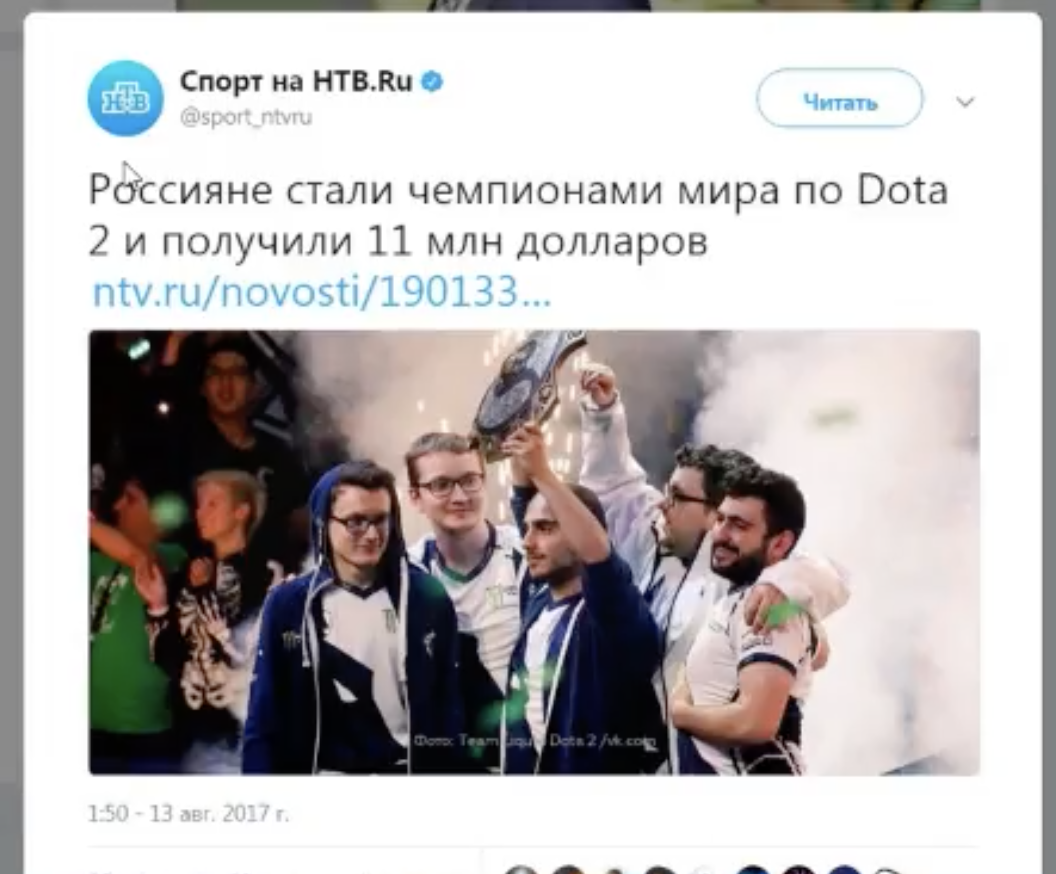 НТВ
Спорт на НТВ.Ru
@sport_ntvru
Читать
Россияне стали чемпионами мира по Dota
2 и получили 11 млн долларов
ntv.ru/novosti/190133...
Фото: Team Liquid Dota 2 /vk.com
1:50 - 13 авг. 2017 г.